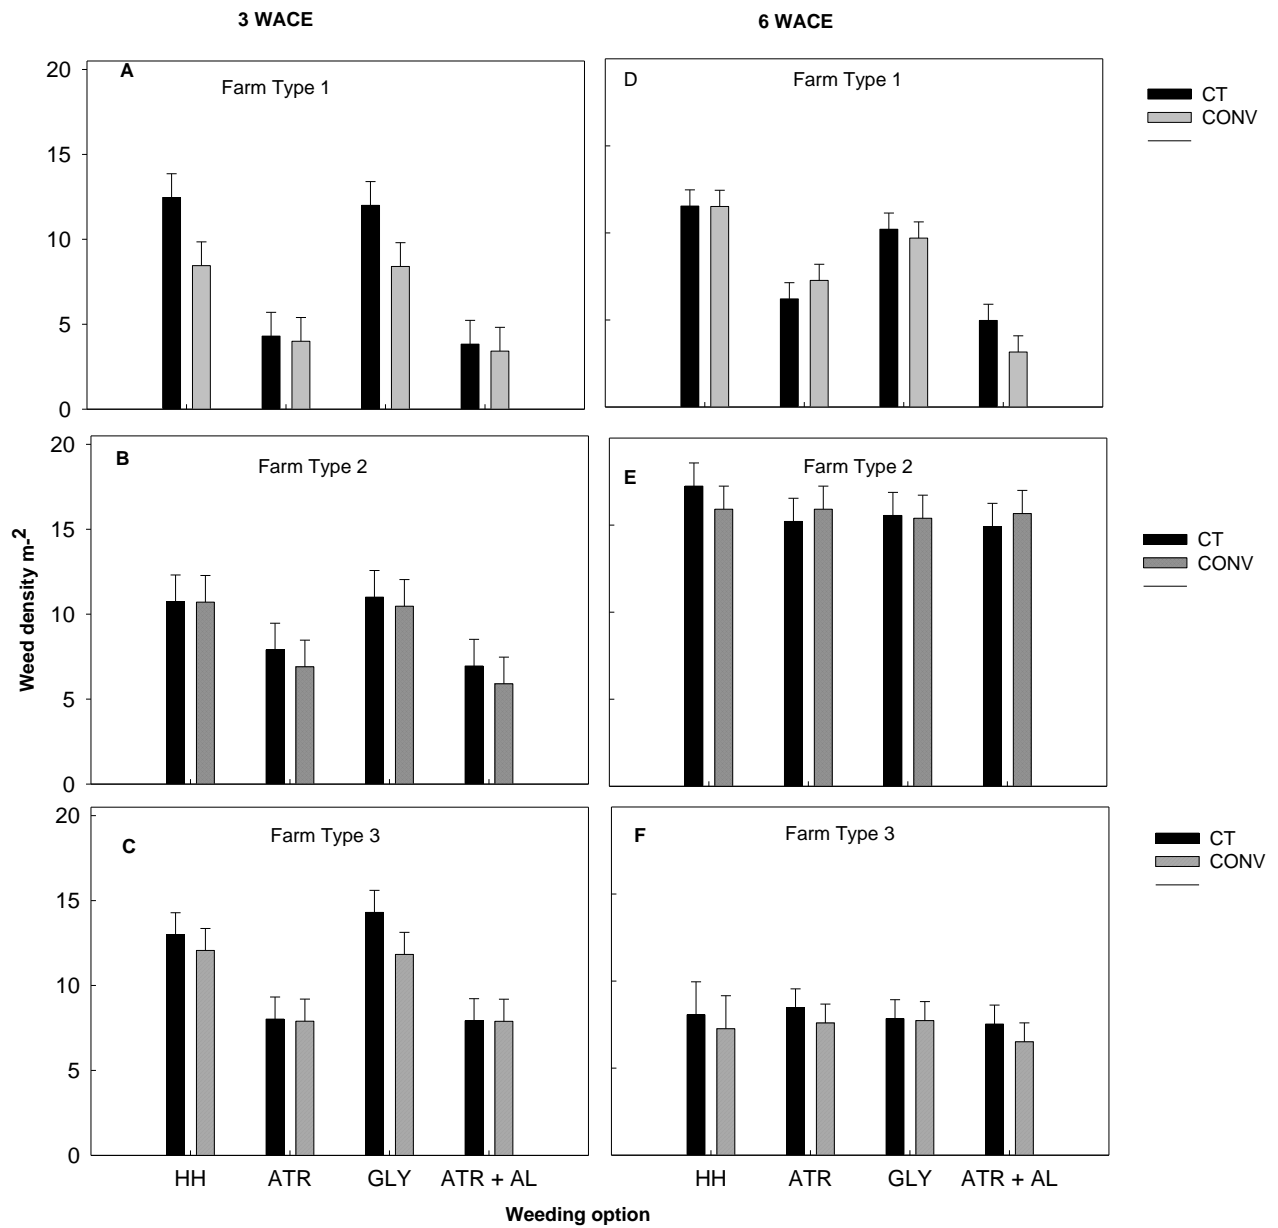 3 WACE
6 WACE
A
Farm Type 1
20
15
10
5
0
D
Farm Type 1
CT
CONV
B
Farm Type 2
20
15
10
5
0
E
Farm Type 2
CT
CONV
Weed density m-2
C
Farm Type 3
20
15
10
5
0
F
Farm Type 3
CT
CONV
HH ATR GLY ATR + AL
HH ATR GLY ATR + AL
Weeding option